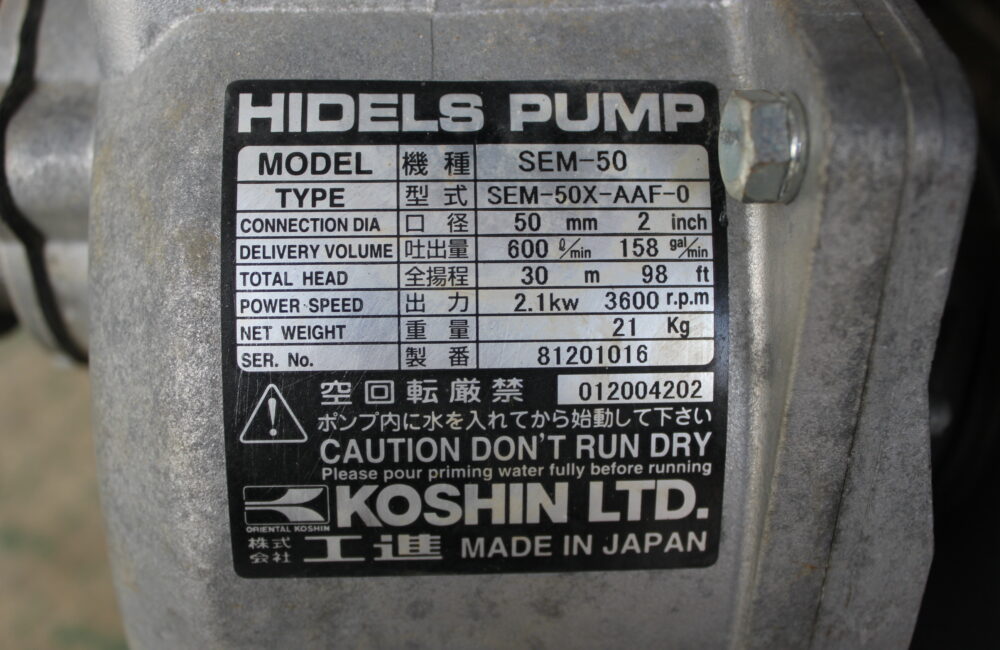 HIDELS PUMP
MODEL 機種 SEM-50
TYPE 型式 SEM-50X-AAF-0
CONNECTION DIA 口径 50 mm 2 inch
DELIVERY VOLUME 吐出量 600 ℓ/min 158 gal/min
TOTAL HEAD 全揚程 30 m 98 ft
POWER·SPEED 出力 2.1kw 3600 r.p.m
NET WEIGHT 重量 21 Kg
SER. No. 製番 81201016
空回転厳禁 012004202
ポンプ内に水を入れてから始動して下さい
CAUTION DON'T RUN DRY
Please pour priming water fully before running
KOSHIN LTD.
ORIENTAL KOSHIN
株式会社 工進 MADE IN JAPAN